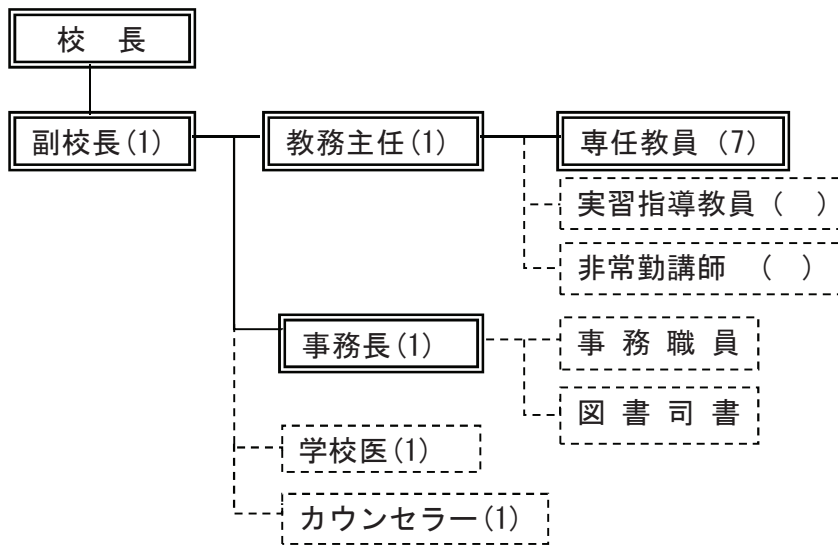 校 長
副校長(1)
教務主任(1)
専任教員 (7)
実習指導教員 ( )
非常勤講師 ( )
事務長(1)
事 務 職 員
図 書 司 書
学校医(1)
カウンセラー(1)